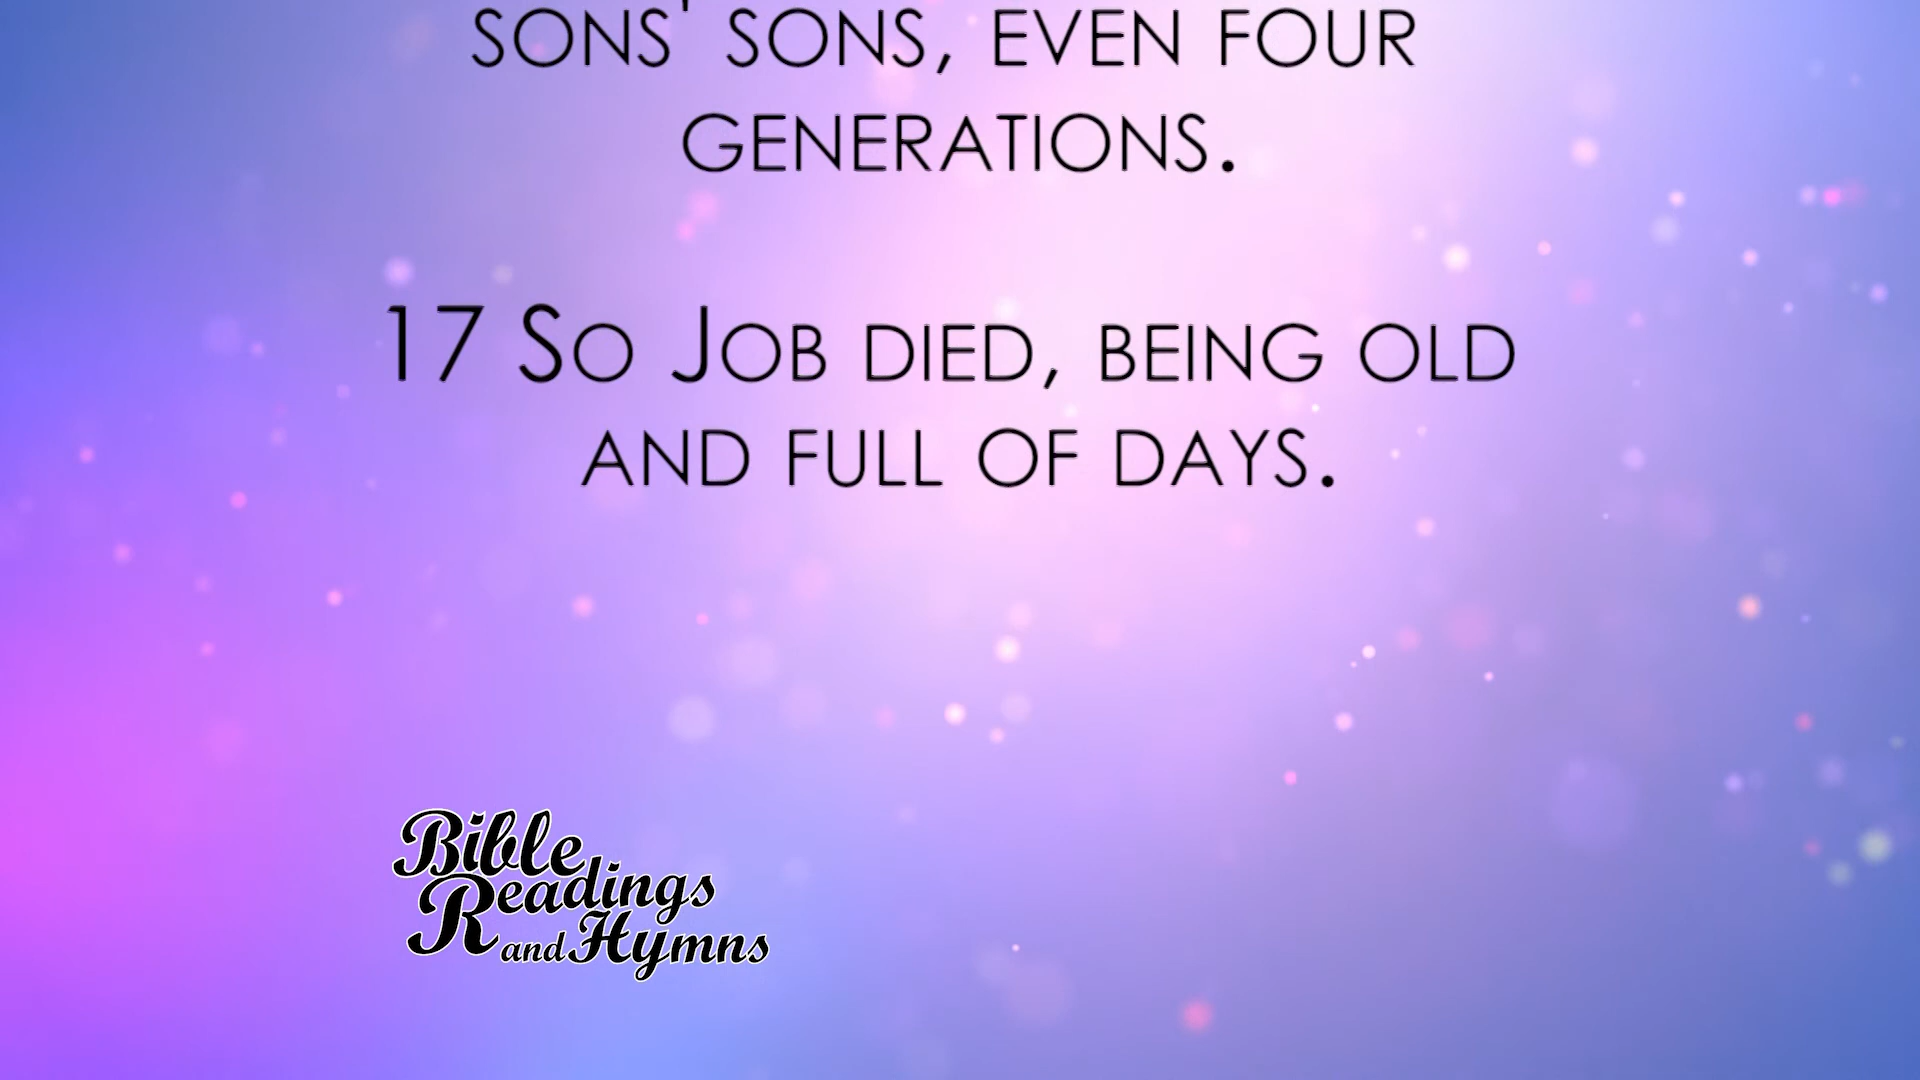 SONS' SONS, EVEN FOUR
GENERATIONS.
17 SO JOB DIED, BEING OLD
AND FULL OF DAYS.
Bible
Readings
and Hymns